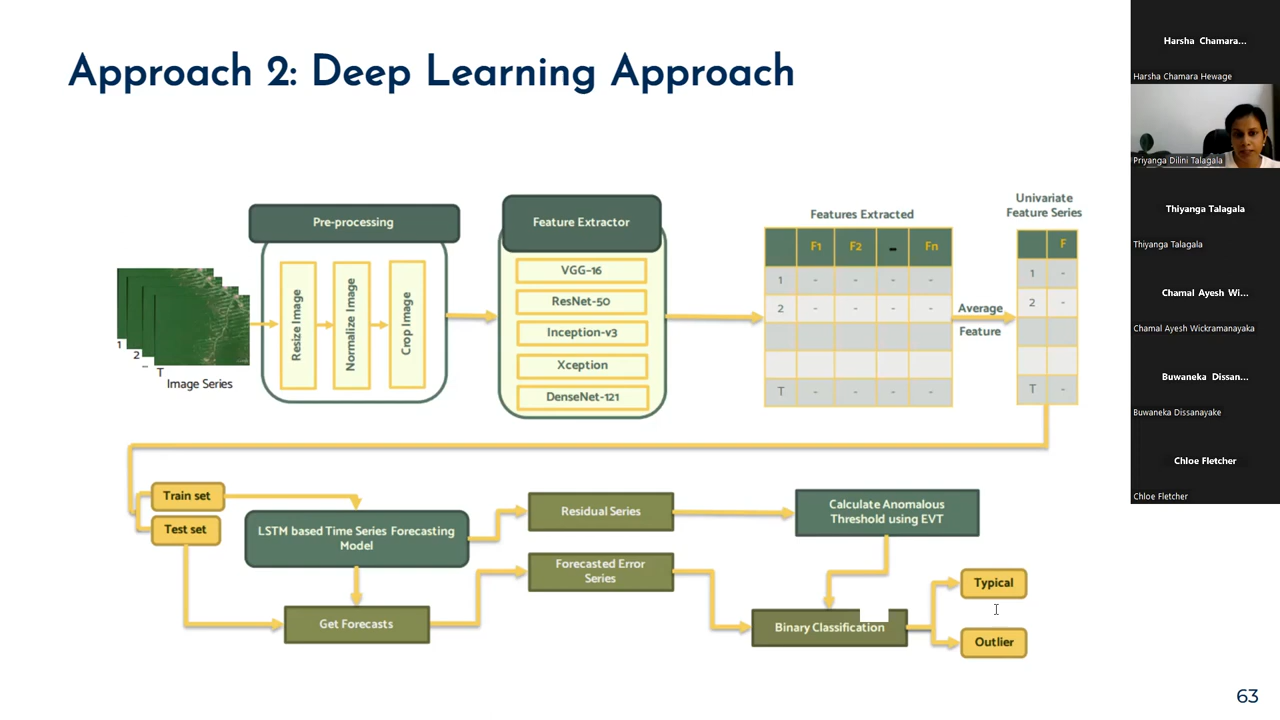 Approach 2: Deep Learning Approach
Pre-processing
Resize Image
Normalize Image
Crop Image
1
2
...
T
Image Series
Feature Extractor
VGG-16
ResNet-50
Inception-v3
Xception
DenseNet-121
Features Extracted
F1 F2 - Fn
1 - - - -
2 - - - -
T - - - -
Average
Feature
Univariate
Feature Series
F
1 -
2 -
T -
Train set
Test set
LSTM based Time Series Forecasting
Model
Get Forecasts
Residual Series
Forecasted Error
Series
Calculate Anomalous
Threshold using EVT
Binary Classification
Typical
Outlier
63
Harsha Chamara...
Harsha Chamara Hewage
Priyanga Dilini Talagala
Thiyanga Talagala
Thiyanga Talagala
Chamal Ayesh Wi...
Chamal Ayesh Wickramanayaka
Buwaneka Dissan...
Buwaneka Dissanayake
Chloe Fletcher
Chloe Fletcher